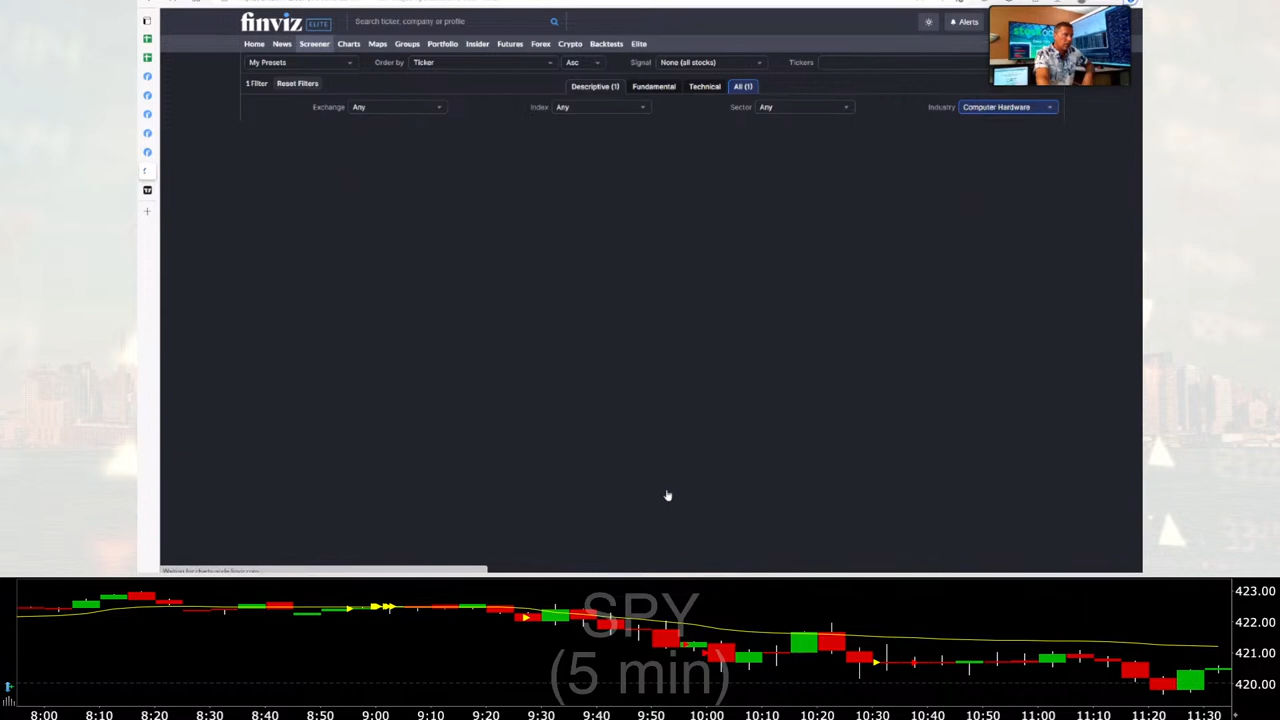 finviz ELITE Search ticker, company or profile Alerts
Home News Screener Charts Maps Groups Portfolio Insider Futures Forex Crypto Backtests Elite
My Presets Order by Ticker Asc Signal None (all stocks) Tickers
1 Filter Reset Filters Descriptive (1) Fundamental Technical All (1)
Exchange Any Index Any Sector Any Industry Computer Hardware
SPY
(5 min)
423.00
422.00
421.00
420.00
8:00 8:10 8:20 8:30 8:40 8:50 9:00 9:10 9:20 9:30 9:40 9:50 10:00 10:10 10:20 10:30 10:40 10:50 11:00 11:10 11:20 11:30